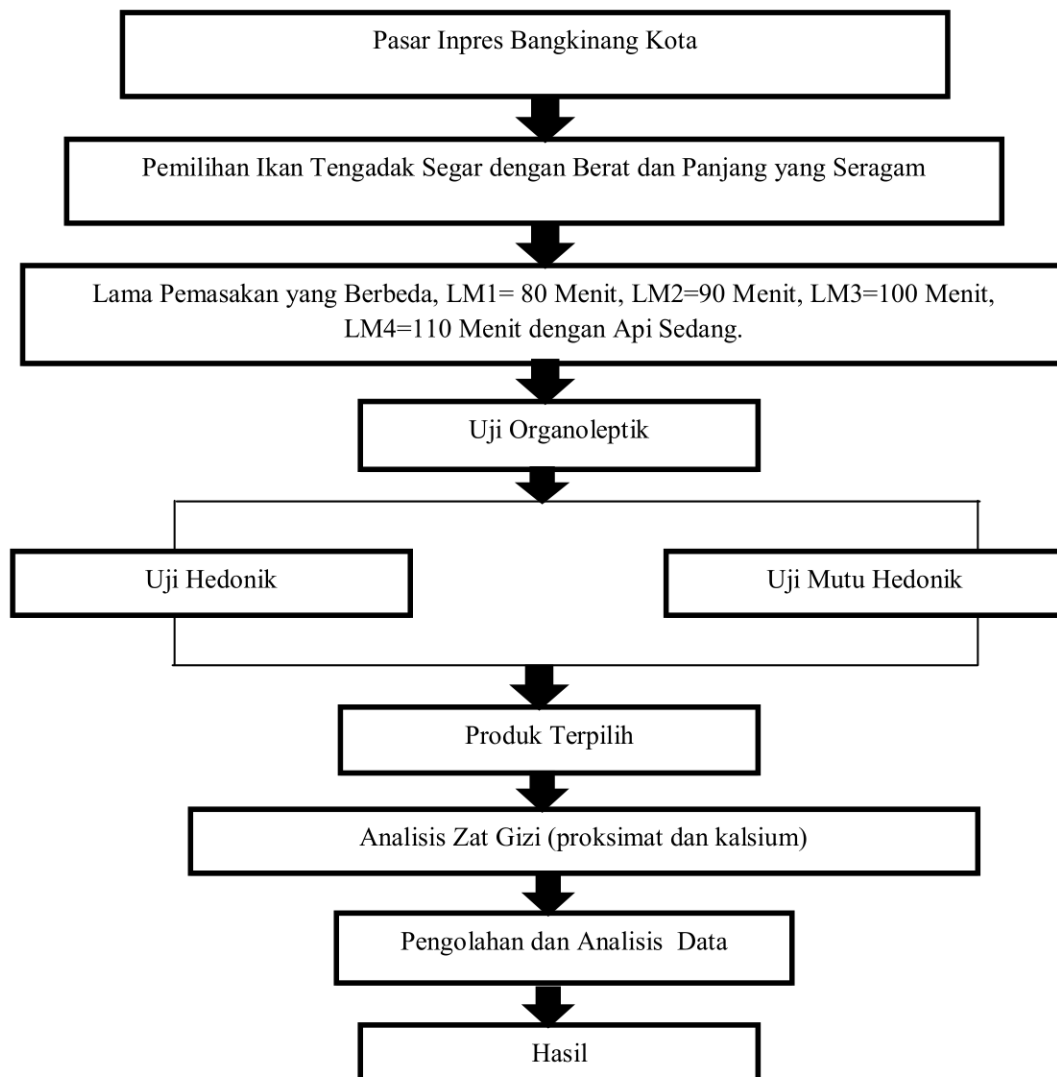 Pasar Inpres Bangkinang Kota
Pemilihan Ikan Tengadak Segar dengan Berat dan Panjang yang Seragam
Lama Pemasakan yang Berbeda, LM1= 80 Menit, LM2=90 Menit, LM3=100 Menit,
LM4=110 Menit dengan Api Sedang.
Uji Organoleptik
Uji Hedonik
Uji Mutu Hedonik
Produk Terpilih
Analisis Zat Gizi (proksimat dan kalsium)
Pengolahan dan Analisis  Data
Hasil